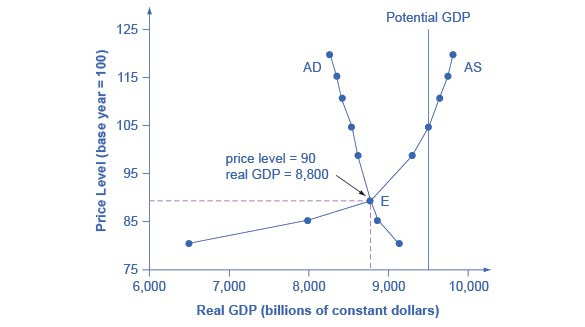 Potential GDP
125
AD
AS
115
105
price level = 90
real GDP = 8,800
95
E
85
75
6,000
7,000
8,000
9,000
10,000
Price Level (base year = 100)
Real GDP (billions of constant dollars)